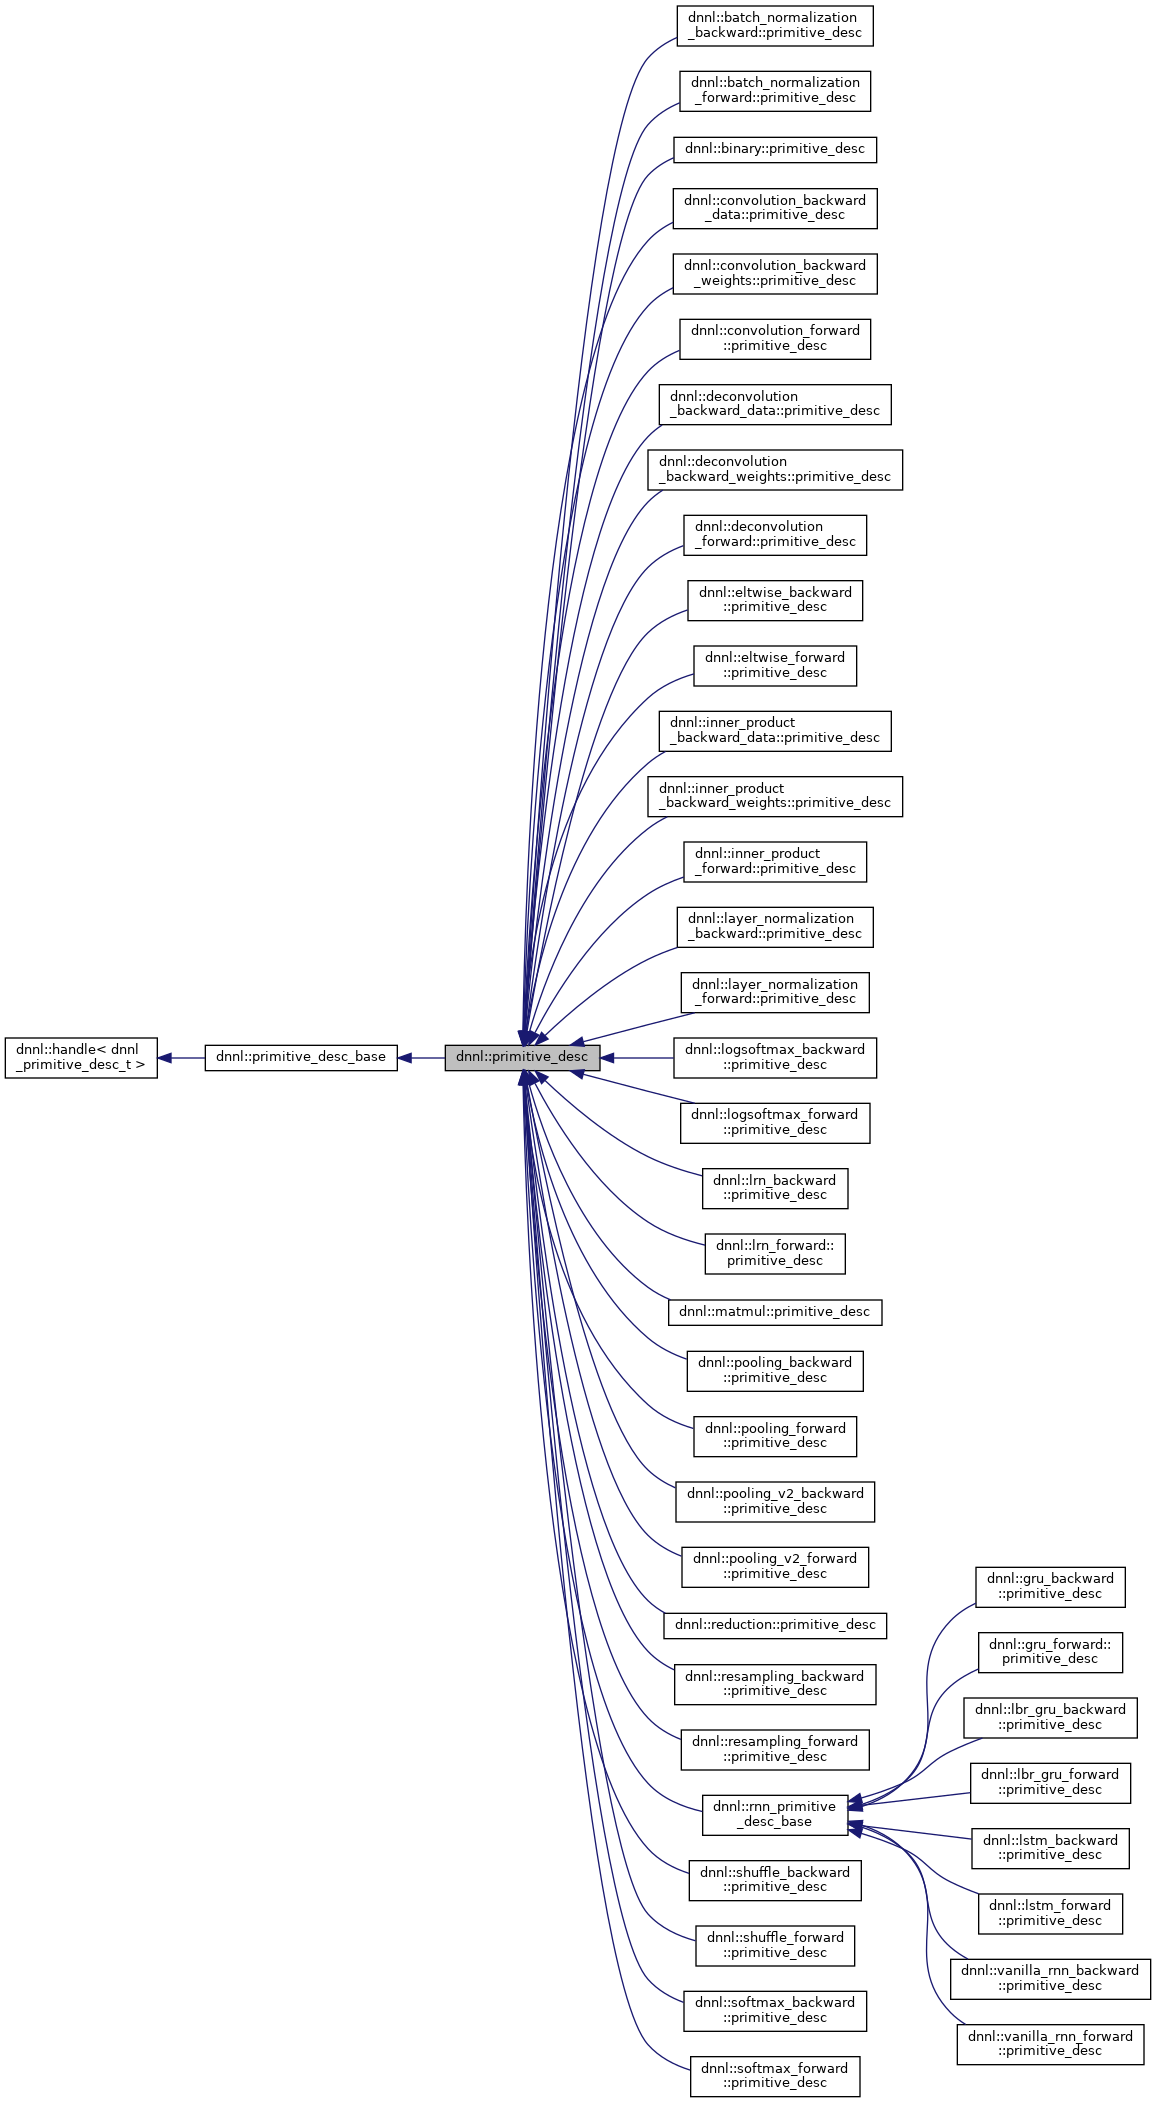 dnnl::handle< dnnl
_primitive_desc_t >
dnnl::primitive_desc_base
dnnl::primitive_desc
dnnl::batch_normalization
_backward::primitive_desc
dnnl::batch_normalization
_forward::primitive_desc
dnnl::binary::primitive_desc
dnnl::convolution_backward
_data::primitive_desc
dnnl::convolution_backward
_weights::primitive_desc
dnnl::convolution_forward
::primitive_desc
dnnl::deconvolution
_backward_data::primitive_desc
dnnl::deconvolution
_backward_weights::primitive_desc
dnnl::deconvolution
_forward::primitive_desc
dnnl::eltwise_backward
::primitive_desc
dnnl::eltwise_forward
::primitive_desc
dnnl::inner_product
_backward_data::primitive_desc
dnnl::inner_product
_backward_weights::primitive_desc
dnnl::inner_product
_forward::primitive_desc
dnnl::layer_normalization
_backward::primitive_desc
dnnl::layer_normalization
_forward::primitive_desc
dnnl::logsoftmax_backward
::primitive_desc
dnnl::logsoftmax_forward
::primitive_desc
dnnl::lrn_backward
::primitive_desc
dnnl::lrn_forward::
primitive_desc
dnnl::matmul::primitive_desc
dnnl::pooling_backward
::primitive_desc
dnnl::pooling_forward
::primitive_desc
dnnl::pooling_v2_backward
::primitive_desc
dnnl::pooling_v2_forward
::primitive_desc
dnnl::reduction::primitive_desc
dnnl::resampling_backward
::primitive_desc
dnnl::resampling_forward
::primitive_desc
dnnl::rnn_primitive
_desc_base
dnnl::shuffle_backward
::primitive_desc
dnnl::shuffle_forward
::primitive_desc
dnnl::softmax_backward
::primitive_desc
dnnl::softmax_forward
::primitive_desc
dnnl::gru_backward
::primitive_desc
dnnl::gru_forward::
primitive_desc
dnnl::lbr_gru_backward
::primitive_desc
dnnl::lbr_gru_forward
::primitive_desc
dnnl::lstm_backward
::primitive_desc
dnnl::lstm_forward
::primitive_desc
dnnl::vanilla_rnn_backward
::primitive_desc
dnnl::vanilla_rnn_forward
::primitive_desc